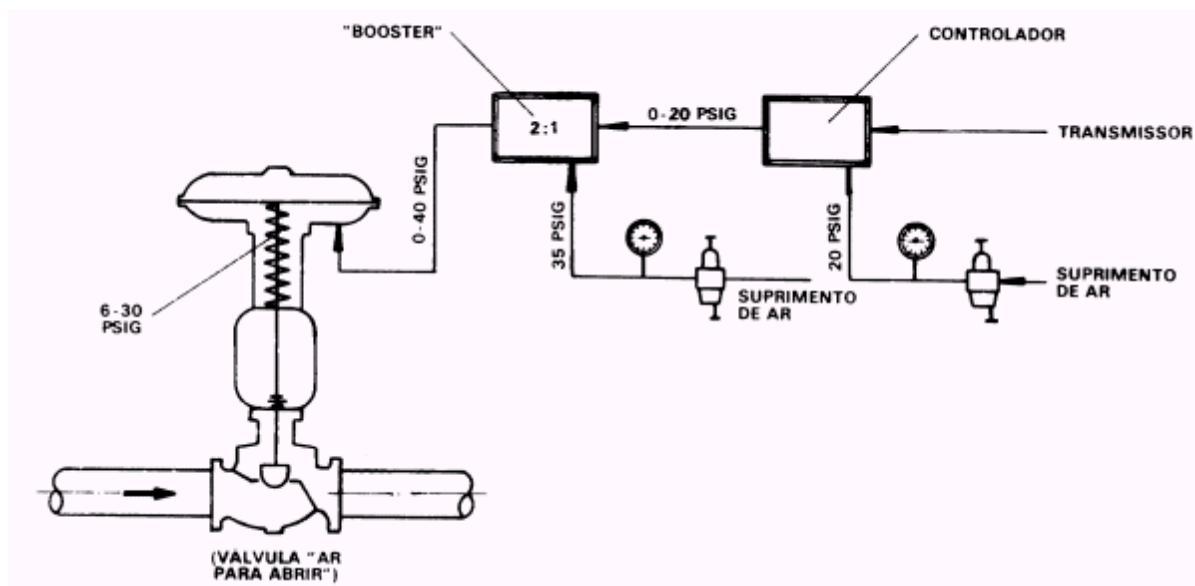 "BOOSTER"
CONTROLADOR
2:1
0-20 PSIG
TRANSMISSOR
0-40 PSIG
35 PSIG
20 PSIG
SUPRIMENTO
DE AR
SUPRIMENTO
DE AR
6-30
PSIG
(VÁLVULA "AR
PARA ABRIR")